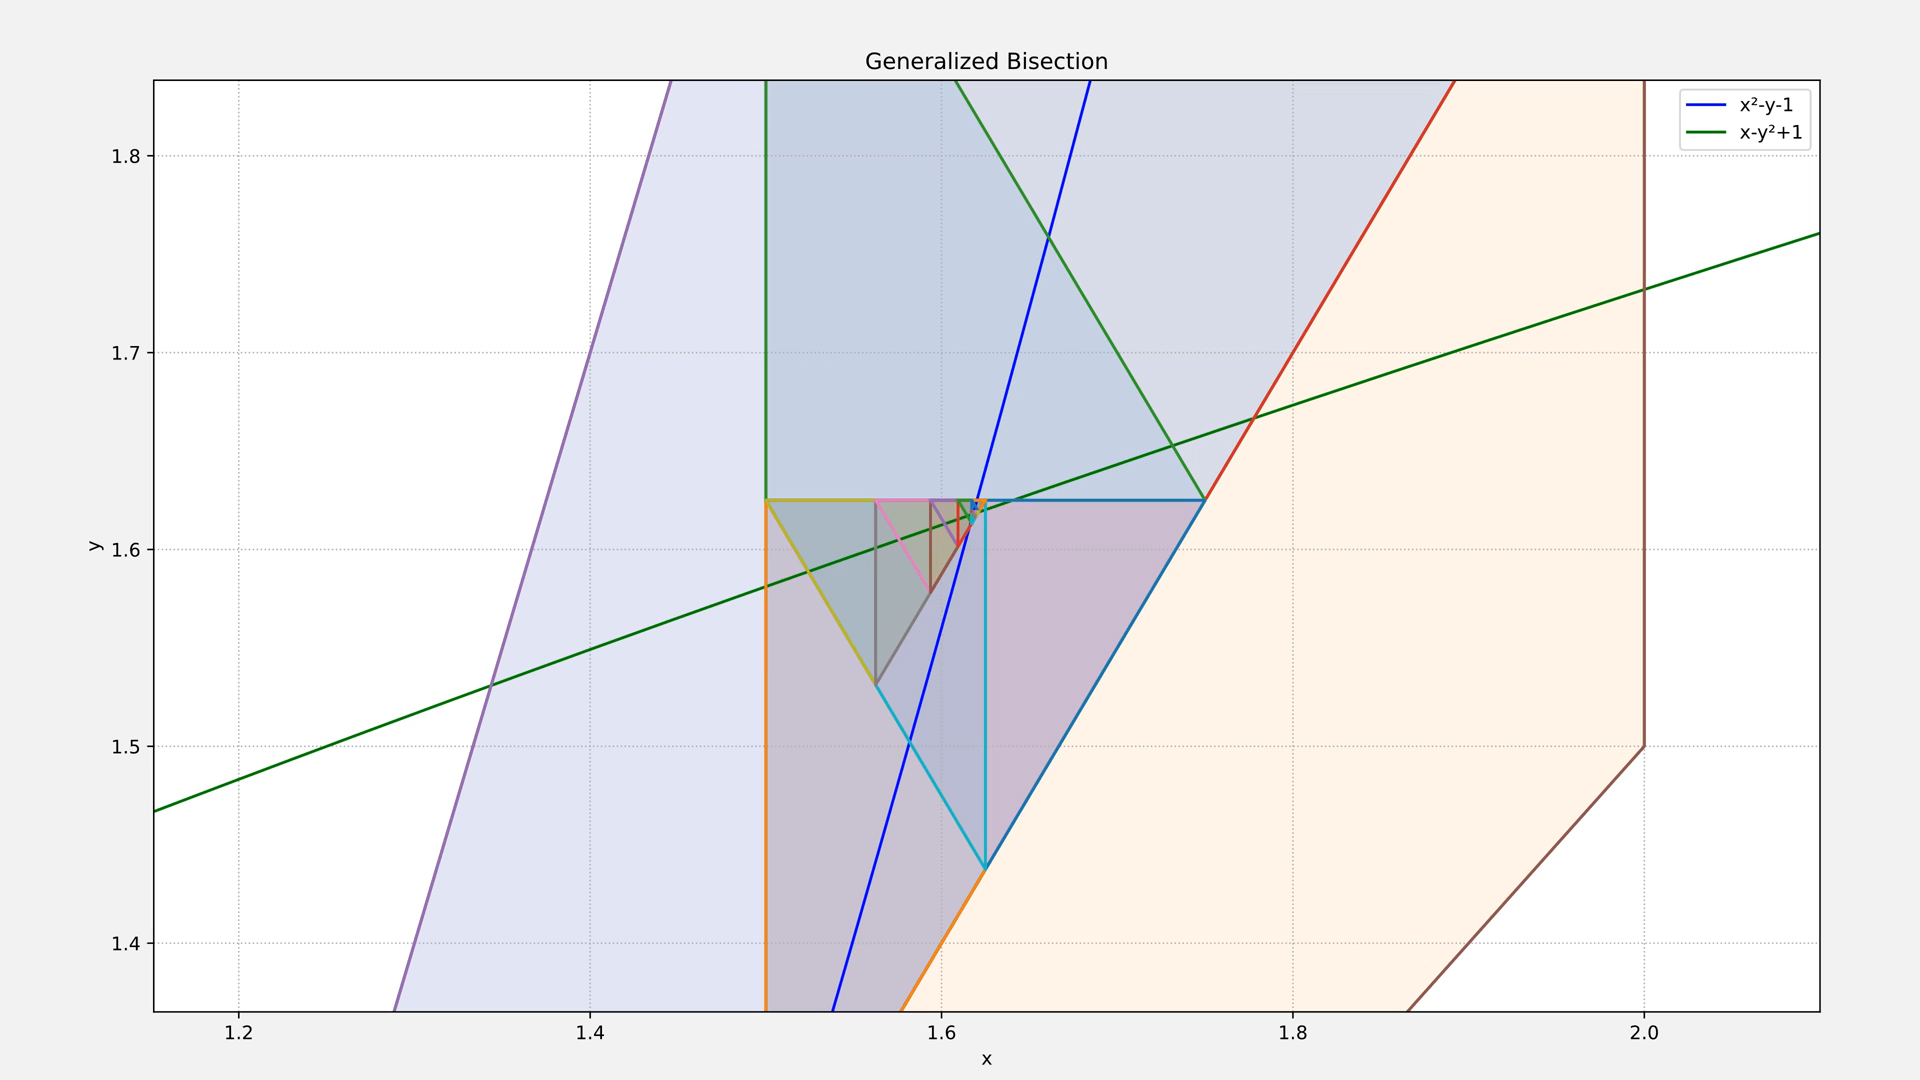 Generalized Bisection
x²-y-1
x-y²+1
1.8
1.7
1.6
1.5
1.4
y
1.2
1.4
1.6
1.8
2.0
x